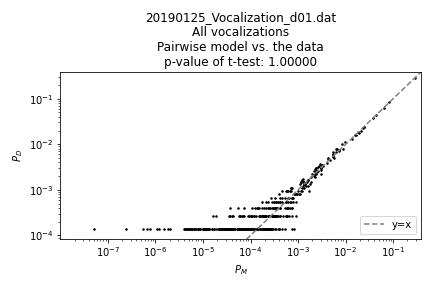 20190125_Vocalization_d01.dat
All vocalizations
Pairwise model vs. the data
p-value of t-test: 1.00000
10⁻¹
10⁻²
10⁻³
10⁻⁴
P_D
y=x
10⁻⁷ 10⁻⁶ 10⁻⁵ 10⁻⁴ 10⁻³ 10⁻² 10⁻¹
P_M